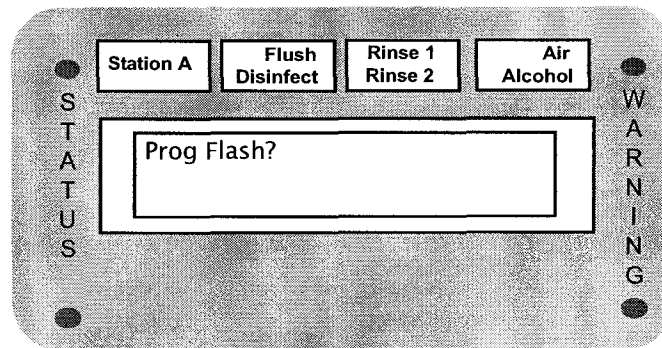 Station A
Flush
Disinfect
Rinse 1
Rinse 2
Air
Alcohol
STATUS
Prog Flash?
WARNING